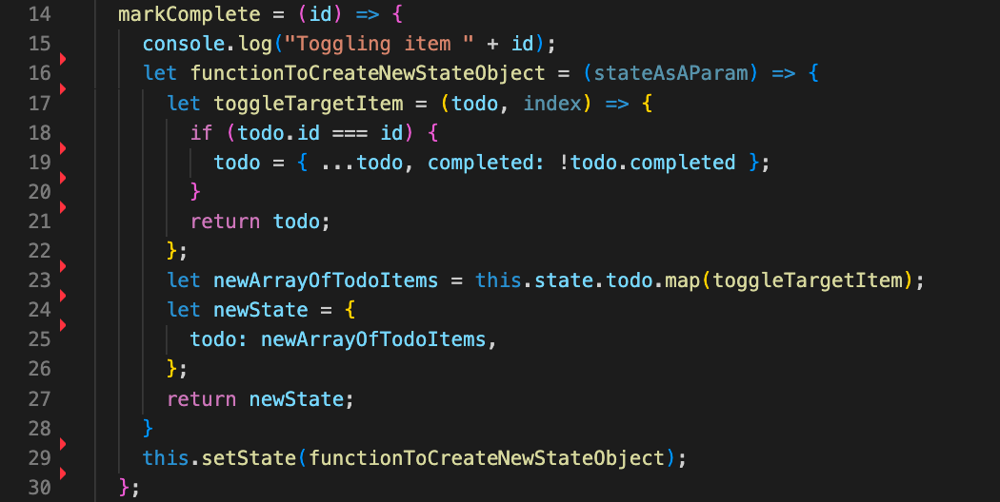 14 markComplete = (id) => {
15 console.log("Toggling item " + id);
16 let functionToCreateNewStateObject = (stateAsAParam) => {
17 let toggleTargetItem = (todo, index) => {
18 if (todo.id === id) {
19 todo = { ...todo, completed: !todo.completed };
20 }
21 return todo;
22 };
23 let newArrayOfTodoItems = this.state.todo.map(toggleTargetItem);
24 let newState = {
25 todo: newArrayOfTodoItems,
26 };
27 return newState;
28 }
29 this.setState(functionToCreateNewStateObject);
30 };